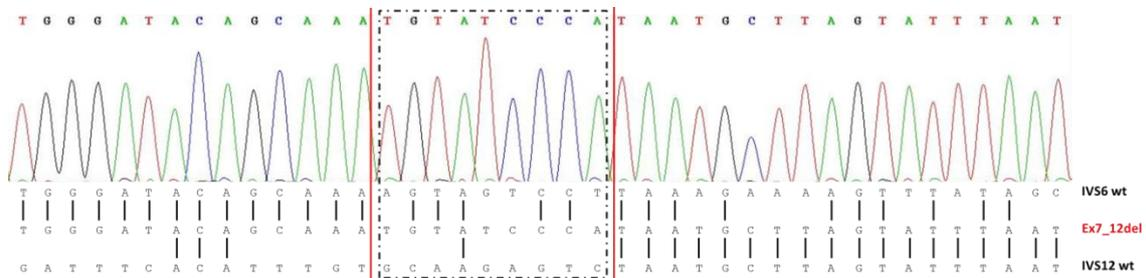 T G G G A T A C A G C A A A T G T A T C C C A T A A T G C T T A G T A T T T A A T
T G G G A T A C A G C A A A A G T A G T C C T T A A A G A A A A G T T T A T A G C IVS6 wt
T G G G A T A C A G C A A A T G T A T C C C A T A A T G C T T A G T A T T T A A T Ex7_12del
G A T T T C A C A T T T G T G C A A G A G T C T A A T G C T T A G T A T T T A A T IVS12 wt